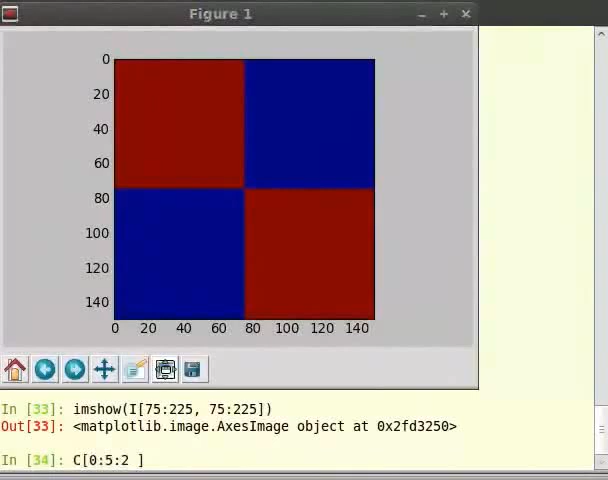 Figure 1
0
20
40
60
80
100
120
140
0 20 40 60 80 100 120 140
In [33]: imshow(I[75:225, 75:225])
Out[33]: <matplotlib.image.AxesImage object at 0x2fd3250>
In [34]: C[0:5:2 ]